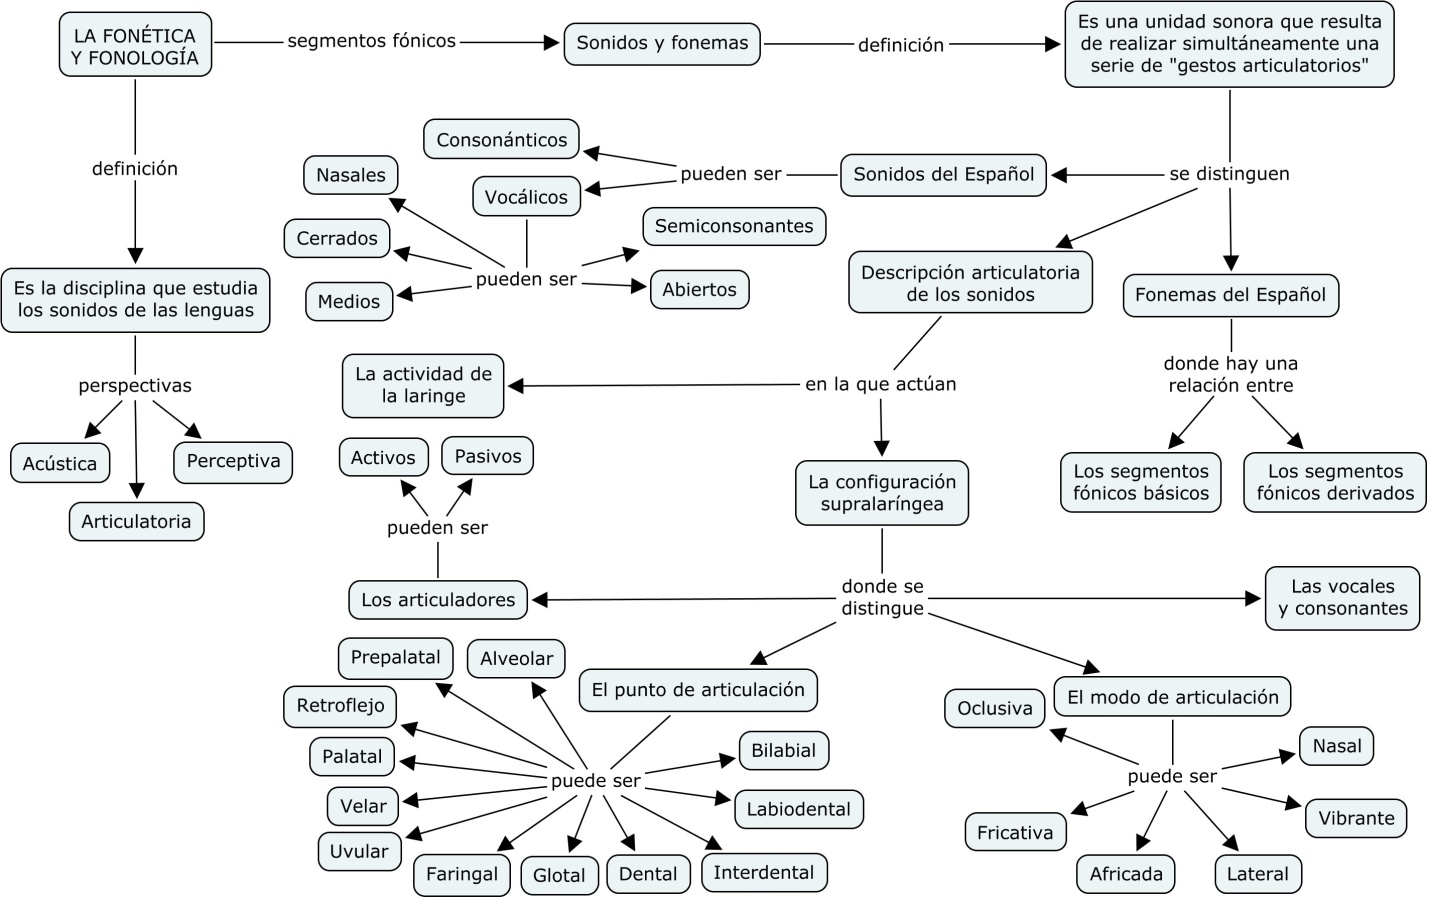 LA FONÉTICA
Y FONOLOGÍA
segmentos fónicos
Sonidos y fonemas
definición
Es una unidad sonora que resulta
de realizar simultáneamente una
serie de "gestos articulatorios"
definición
Es la disciplina que estudia
los sonidos de las lenguas
perspectivas
Acústica
Articulatoria
Perceptiva
se distinguen
Sonidos del Español
pueden ser
Consonánticos
Vocálicos
pueden ser
Nasales
Cerrados
Medios
Semiconsonantes
Abiertos
Descripción articulatoria
de los sonidos
Fonemas del Español
donde hay una
relación entre
Los segmentos
fónicos básicos
Los segmentos
fónicos derivados
en la que actúan
La actividad de
la laringe
La configuración
supralaríngea
donde se
distingue
Los articuladores
pueden ser
Activos
Pasivos
Las vocales
y consonantes
El punto de articulación
puede ser
Alveolar
Prepalatal
Retroflejo
Palatal
Velar
Uvular
Faringal
Glotal
Dental
Interdental
Labiodental
Bilabial
El modo de articulación
puede ser
Oclusiva
Fricativa
Africada
Lateral
Vibrante
Nasal